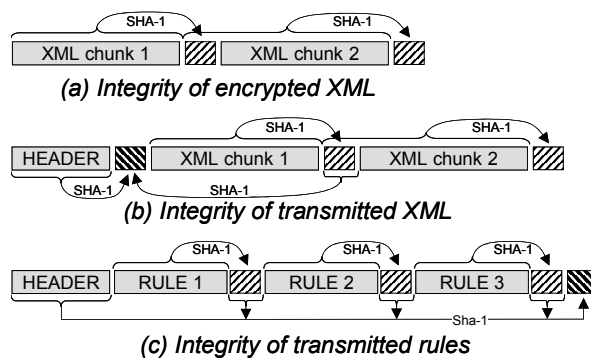 SHA-1 SHA-1
XML chunk 1 XML chunk 2
(a) Integrity of encrypted XML
SHA-1 SHA-1
HEADER XML chunk 1 XML chunk 2
SHA-1 SHA-1
(b) Integrity of transmitted XML
SHA-1 SHA-1 SHA-1
HEADER RULE 1 RULE 2 RULE 3
Sha-1
(c) Integrity of transmitted rules